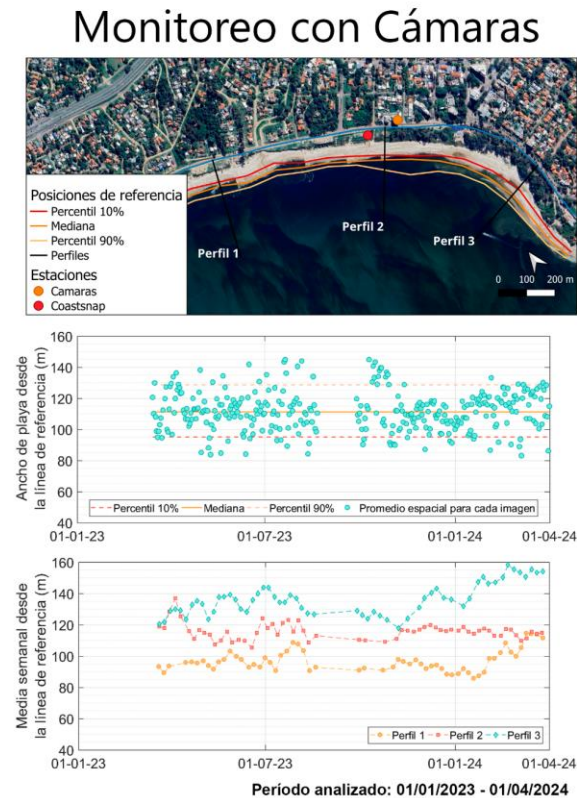 Monitoreo con Cámaras
Posiciones de referencia
Percentil 10%
Mediana
Percentil 90%
Perfiles
Estaciones
Camaras
Coastsnap
Perfil 1
Perfil 2
Perfil 3
0 100 200 m
Ancho de playa desde
la línea de referencia (m)
160
140
120
100
80
60
40
Percentil 10% Mediana Percentil 90% Promedio espacial para cada imagen
01-01-23 01-07-23 01-01-24 01-04-24
Media semanal desde
la línea de referencia (m)
160
140
120
100
80
60
40
Perfil 1 Perfil 2 Perfil 3
01-01-23 01-07-23 01-01-24 01-04-24
Período analizado: 01/01/2023 - 01/04/2024